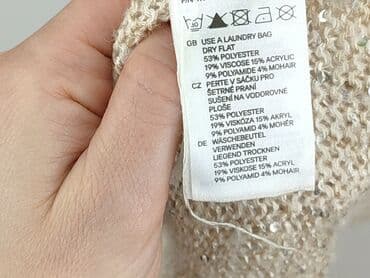 GB USE A LAUNDRY BAG
DRY FLAT
53% POLYESTER
19% VISCOSE 15% ACRYLIC
9% POLYAMIDE 4% MOHAIR
CZ PERTE V SÁČKU PRO
ŠETRNÉ PRANÍ
SUŠENÍ NA VODOROVNÉ
PLOŠE
53% POLYESTER
19% VISKÓZA 15% AKRYL
9% POLYAMID 4% MOHÉR
DE WÄSCHEBEUTEL
VERWENDEN
LIEGEND TROCKNEN
53% POLYESTER
19% VISKOSE 15% ACRYL
9% POLYAMID 4% MOHAIR